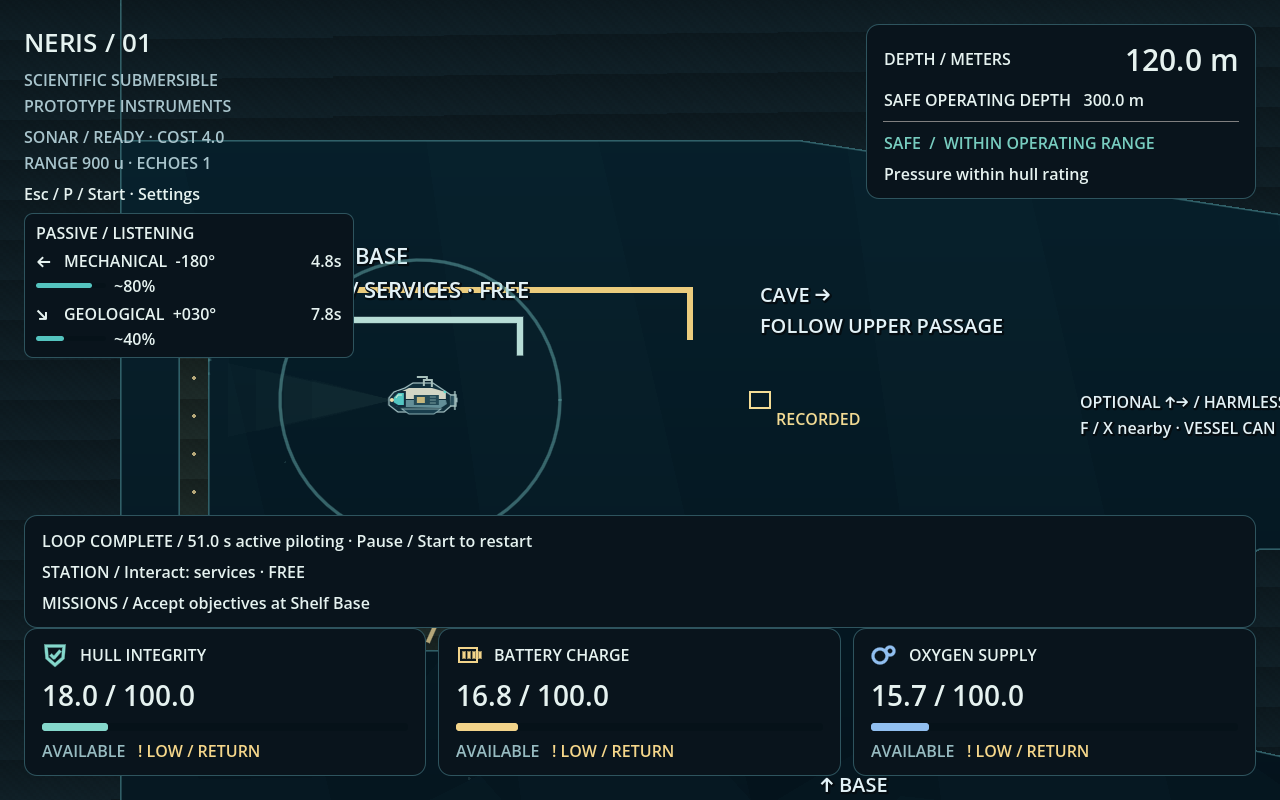 NERIS / 01
SCIENTIFIC SUBMERSIBLE
PROTOTYPE INSTRUMENTS
SONAR / READY · COST 4.0
RANGE 900 u · ECHOES 1
Esc / P / Start · Settings
DEPTH / METERS 120.0 m
SAFE OPERATING DEPTH 300.0 m
SAFE / WITHIN OPERATING RANGE
Pressure within hull rating
PASSIVE / LISTENING
← MECHANICAL -180° 4.8s
~80%
↘ GEOLOGICAL +030° 7.8s
~40%
BASE
/ SERVICES · FREE
CAVE →
FOLLOW UPPER PASSAGE
RECORDED
OPTIONAL ↑→ / HARMLESS
F / X nearby · VESSEL CAN
LOOP COMPLETE / 51.0 s active piloting · Pause / Start to restart
STATION / Interact: services · FREE
MISSIONS / Accept objectives at Shelf Base
HULL INTEGRITY
18.0 / 100.0
AVAILABLE ! LOW / RETURN
BATTERY CHARGE
16.8 / 100.0
AVAILABLE ! LOW / RETURN
OXYGEN SUPPLY
15.7 / 100.0
AVAILABLE ! LOW / RETURN
↑ BASE